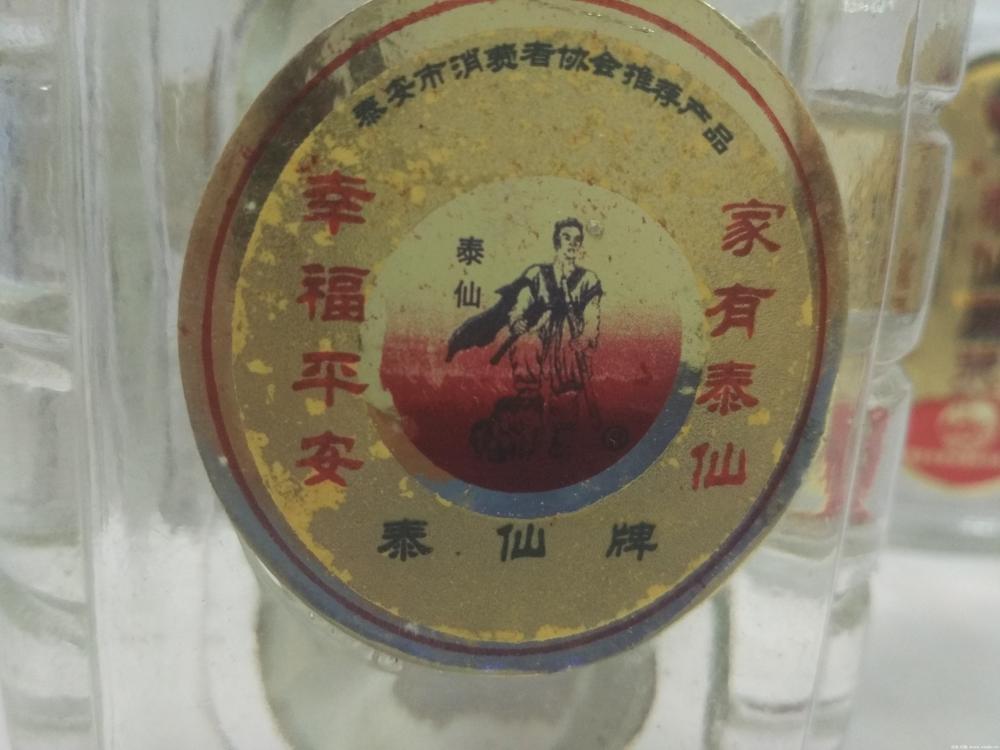 泰安市消费者协会推荐产品
家有泰仙
幸福平安
泰仙
泰仙牌